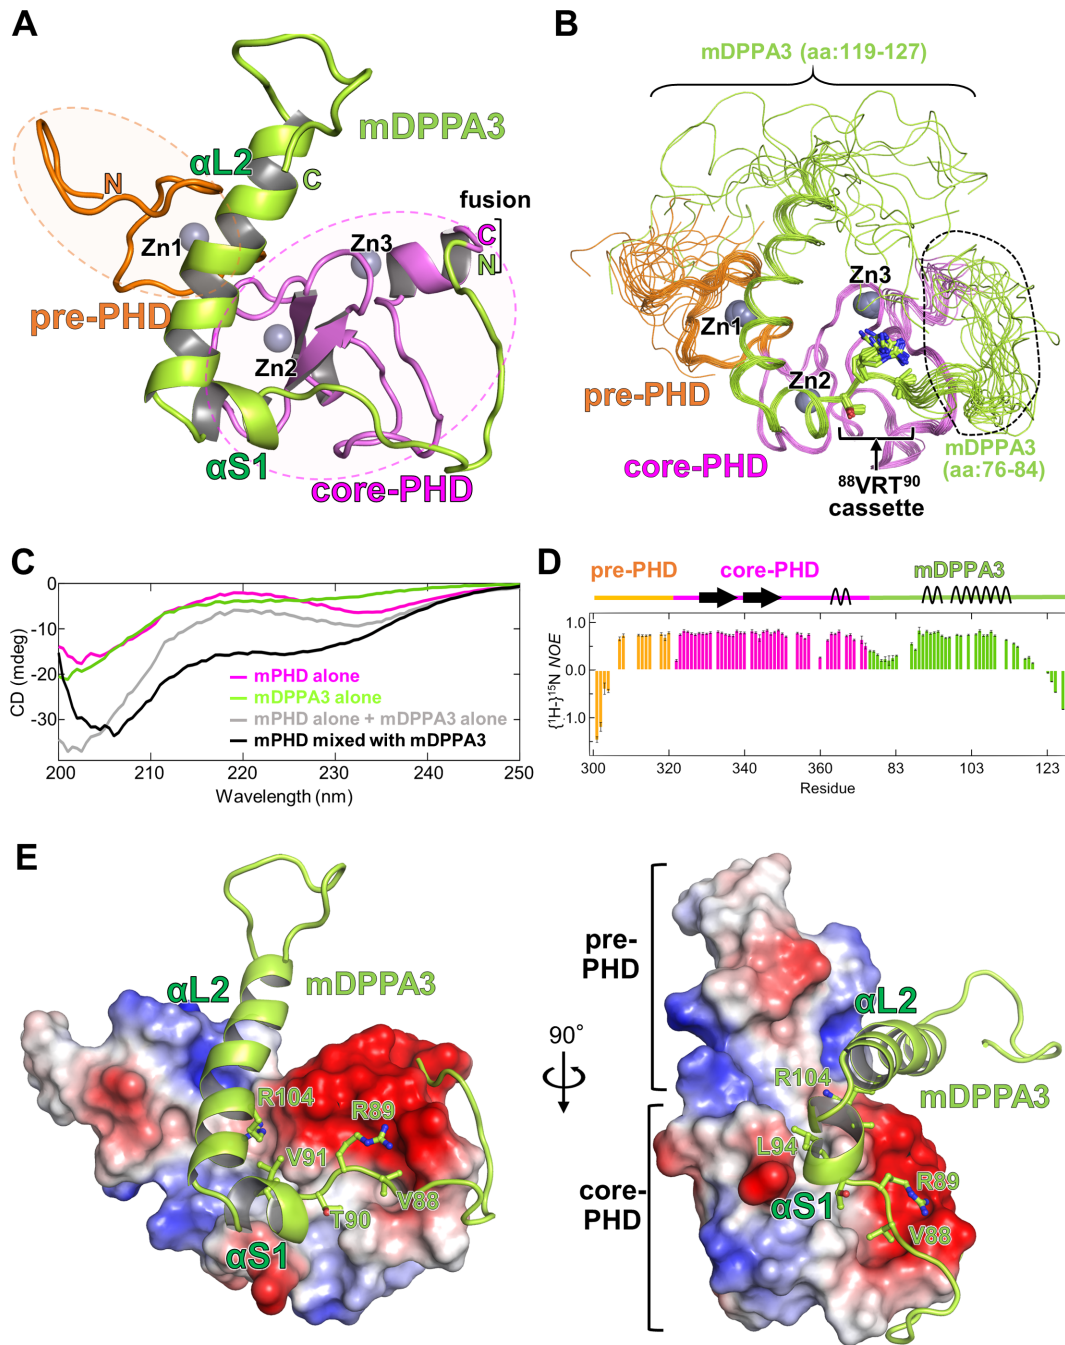 A
mDPPA3
αL2
N
C
fusion
Zn1
Zn3
C
N
pre-PHD
Zn2
αS1
core-PHD
B
mDPPA3 (aa:119-127)
Zn3
Zn1
Zn2
pre-PHD
core-PHD
mDPPA3
(aa:76-84)
88VRT90
cassette
C
0
-10
-20
-30
CD (mdeg)
mPHD alone
mDPPA3 alone
mPHD alone + mDPPA3 alone
mPHD mixed with mDPPA3
200 210 220 230 240 250
Wavelength (nm)
D
pre-PHD core-PHD mDPPA3
1.0
0.0
-1.0
{1H-}15N NOE
300 320 340 360 83 103 123
Residue
E
αL2
mDPPA3
R104
R89
V91
V88
T90
αS1
90°
pre-
PHD
αL2
R104
mDPPA3
L94
core-
PHD
αS1
R89
V88